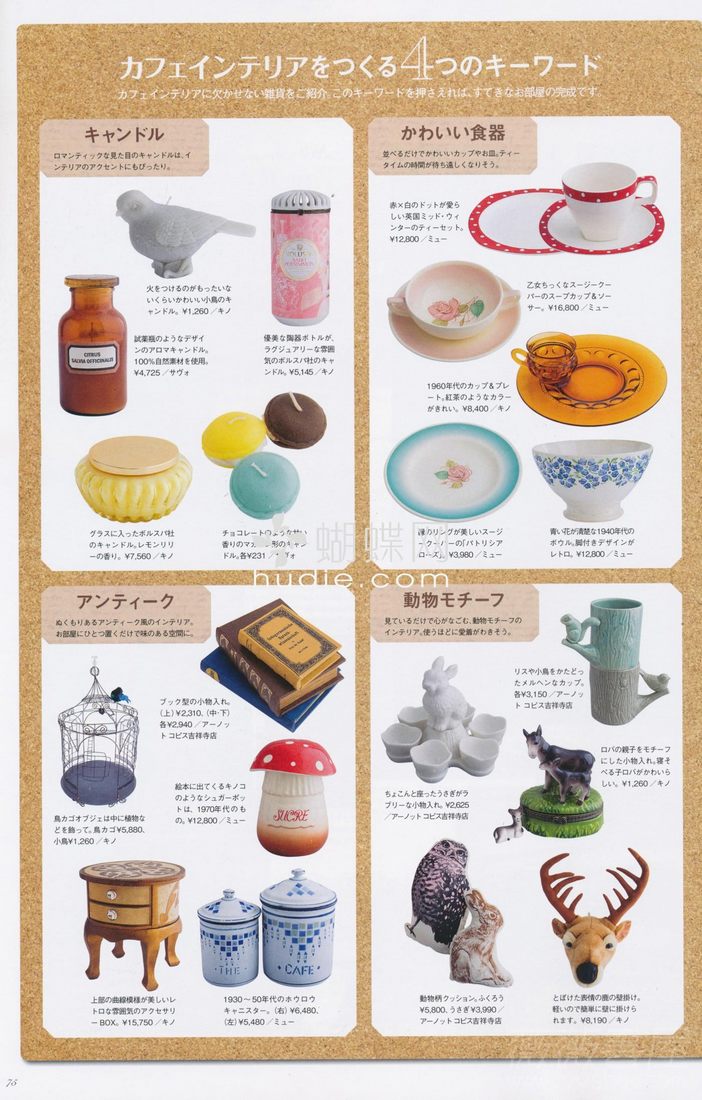 カフェインテリアをつくる4つのキーワード
カフェインテリアに欠かせない雑貨をご紹介。このキーワードを押さえれば、すてきなお部屋の完成です。
キャンドル
ロマンティックな見た目のキャンドルは、イ
ンテリアのアクセントにもぴったり。
火をつけるのがもったいな
いくらいかわいい小鳥のキ
ャンドル。¥1,260／キノ
CITRUS
SALVIA OFFICINALIS
試薬瓶のようなデザイ
ンのアロマキャンドル。
100%自然素材を使用。
¥4,725／サヴォ
優美な陶器ボトルが、
ラグジュアリーな雰囲
気のボルスパ社のキャ
ンドル。¥5,145／キノ
グラスに入ったボルスパ社
のキャンドル。レモンリリ
ーの香り。¥7,560／キノ
チョコレートのような甘い
香りのマカロン形のキャン
ドル。各¥231／サヴォ
かわいい食器
並べるだけでかわいいカップやお皿。ティー
タイムの時間が待ち遠しくなりそう。
赤×白のドットが愛ら
しい英国ミッド・ウィ
ンターのティーセット。
¥12,800／ミュー
乙女ちっくなスージークー
パーのスープカップ＆ソー
サー。¥16,800／ミュー
1960年代のカップ＆プレ
ート。紅茶のようなカラー
がきれい。¥8,400／キノ
ローズ」。¥3,980／ミュー
青い花が清楚な1940年代の
ボウル。脚付きデザインが
レトロ。¥12,800／ミュー
蝴蝶网
hudie.com
アンティーク
ぬくもりあるアンティーク風のインテリア。
お部屋にひとつ置くだけで味のある空間に。
ブック型の小物入れ。
(上)¥2,310、(中・下)
各¥2,940／アーノッ
ト コピス吉祥寺店
絵本に出てくるキノコ
のようなシュガーポッ
トは、1970年代のも
の。¥12,800／ミュー
SUCRE
鳥カゴオブジェは中に植物な
どを飾って。鳥カゴ¥5,880、
小鳥¥1,260／キノ
THE
CAFE
上部の曲線模様が美しいレ
トロな雰囲気のアクセサリ
ーBOX。¥15,750／キノ
1930～50年代のホウロウ
キャニスター。(右)¥6,480、
(左)¥5,480／ミュー
動物モチーフ
見ているだけで心がなごむ、動物モチーフの
インテリア。使うほどに愛着がわきそう。
リスや小鳥をかたどっ
たメルヘンなカップ。
各¥3,150／アーノッ
ト コピス吉祥寺店
ちょこんと座ったうさぎがラ
ブリーな小物入れ。¥2,625
／アーノット コピス吉祥寺店
ロバの親子をモチーフ
にした小物入れ。寝そ
べる子ロバがかわいら
しい。¥1,260／キノ
動物柄クッション。ふくろう
¥5,800、うさぎ¥3,990／
アーノット コピス吉祥寺店
とぼけた表情の鹿の壁掛け。
軽いので簡単に壁に掛けら
れます。¥8,190／キノ
75